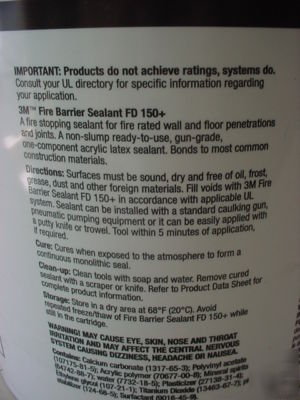 IMPORTANT: Products do not achieve ratings, systems do.
Consult your UL directory for specific information regarding
your application.
3M™ Fire Barrier Sealant FD 150+
A fire stopping sealant for fire rated wall and floor penetrations
and joints. A non-slump ready-to-use, gun-grade,
one-component acrylic latex sealant. Bonds to most common
construction materials.
Directions: Surfaces must be sound, dry and free of oil, frost,
grease, dust and other foreign materials. Fill voids with 3M Fire
Barrier Sealant FD 150+ in accordance with applicable UL
system. Sealant can be installed with a standard caulking gun,
pneumatic pumping equipment or it can be easily applied with
a putty knife or trowel. Tool within 5 minutes of application,
if required.
Cure: Cures when exposed to the atmosphere to form a
continuous monolithic seal.
Clean-up: Clean tools with soap and water. Remove cured
sealant with a scraper or knife. Refer to Product Data Sheet for
complete product information.
Storage: Store in a dry area at 68°F (20°C). Avoid
repeated freeze/thaw of Fire Barrier Sealant FD 150+ while
still in the cartridge.
WARNING! MAY CAUSE EYE, SKIN, NOSE AND THROAT
IRRITATION AND MAY AFFECT THE CENTRAL NERVOUS
SYSTEM CAUSING DIZZINESS, HEADACHE OR NAUSEA.
Contains: Calcium carbonate (1317-65-3); Polyvinyl acetate
(107175-81-5); Acrylic polymer (70677-00-8); Mineral spirits
(64742-88-7); water (7732-18-5); Plasticizer (27138-31-4);
Ethylene glycol (107-21-1); Titanium Dioxide (13463-67-7); pH
stabilizer (124-68-5); Surfactant (9016-45-9)